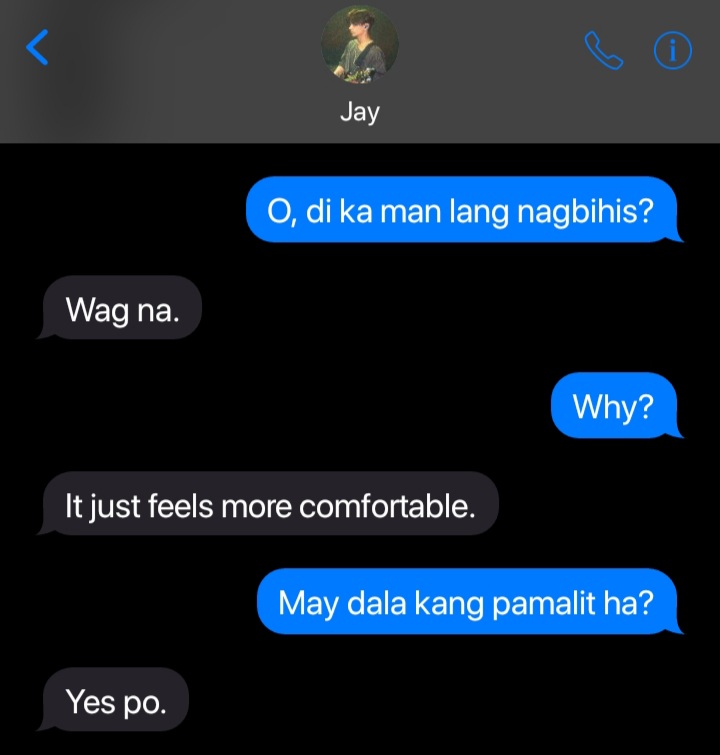 Jay
O, di ka man lang nagbihis?
Wag na.
Why?
It just feels more comfortable.
May dala kang pamalit ha?
Yes po.